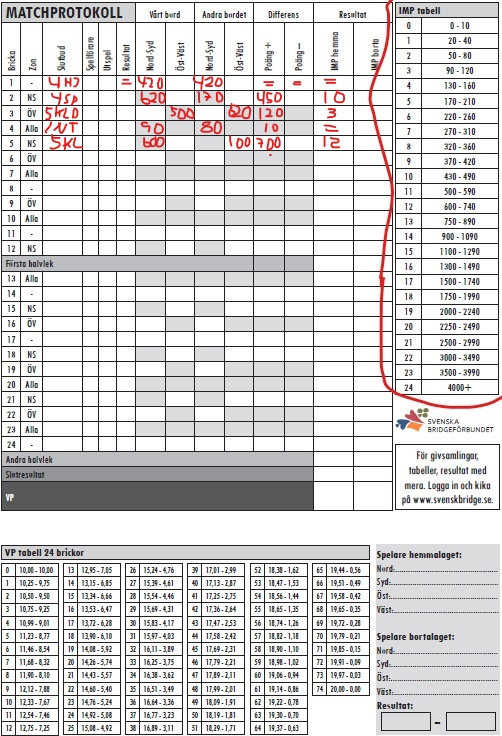 MATCHPROTOKOLL Vårt bord Andra bordet Differens Resultat
Bricka Zon Slutbud Spelförare Utspel Resultat Nord-Syd Öst-Väst Nord-Syd Öst-Väst Poäng + Poäng – IMP hemma IMP borta
1 - 4HJ = 420 420 = =
2 NS 4SP 620 170 450 10
3 ÖV 5KLD 500 620 120 3
4 Alla 1NT 90 80 10 =
5 NS 5KL 600 100 700 12
6 ÖV
7 Alla
8 -
9 ÖV
10 Alla
11 -
12 NS
Första halvlek
13 Alla
14 -
15 NS
16 ÖV
17 -
18 NS
19 ÖV
20 Alla
21 NS
22 ÖV
23 Alla
24 -
Andra halvlek
Slutresultat
VP
IMP tabell
0 0 - 10
1 20 - 40
2 50 - 80
3 90 - 120
4 130 - 160
5 170 - 210
6 220 - 260
7 270 - 310
8 320 - 360
9 370 - 420
10 430 - 490
11 500 - 590
12 600 - 740
13 750 - 890
14 900 - 1090
15 1100 - 1290
16 1300 - 1490
17 1500 - 1740
18 1750 - 1990
19 2000 - 2240
20 2250 - 2490
21 2500 - 2990
22 3000 - 3490
23 3500 - 3990
24 4000+
SVENSKA
BRIDGEFÖRBUNDET
För givsamlingar,
tabeller, resultat med
mera. Logga in och kika
på www.svenskbridge.se.
VP tabell 24 brickor
0 10,00 - 10,00 13 12,95 - 7,05 26 15,24 - 4,76 39 17,01 - 2,99 52 18,38 - 1,62 65 19,44 - 0,56
1 10,25 - 9,75 14 13,15 - 6,85 27 15,39 - 4,61 40 17,13 - 2,87 53 18,47 - 1,53 66 19,51 - 0,49
2 10,50 - 9,50 15 13,34 - 6,66 28 15,54 - 4,46 41 17,25 - 2,75 54 18,56 - 1,44 67 19,58 - 0,42
3 10,75 - 9,25 16 13,53 - 6,47 29 15,69 - 4,31 42 17,36 - 2,64 55 18,65 - 1,35 68 19,65 - 0,35
4 10,99 - 9,01 17 13,72 - 6,28 30 15,83 - 4,17 43 17,47 - 2,53 56 18,74 - 1,26 69 19,72 - 0,28
5 11,23 - 8,77 18 13,90 - 6,10 31 15,97 - 4,03 44 17,58 - 2,42 57 18,82 - 1,18 70 19,79 - 0,21
6 11,46 - 8,54 19 14,08 - 5,92 32 16,11 - 3,89 45 17,69 - 2,31 58 18,90 - 1,10 71 19,85 - 0,15
7 11,68 - 8,32 20 14,26 - 5,74 33 16,25 - 3,75 46 17,79 - 2,21 59 18,98 - 1,02 72 19,91 - 0,09
8 11,90 - 8,10 21 14,43 - 5,57 34 16,38 - 3,62 47 17,89 - 2,11 60 19,06 - 0,94 73 19,97 - 0,03
9 12,12 - 7,88 22 14,60 - 5,40 35 16,51 - 3,49 48 17,99 - 2,01 61 19,14 - 0,86 74 20,00 - 0,00
10 12,33 - 7,67 23 14,76 - 5,24 36 16,64 - 3,36 49 18,09 - 1,91 62 19,22 - 0,78
11 12,54 - 7,46 24 14,92 - 5,08 37 16,77 - 3,23 50 18,19 - 1,81 63 19,30 - 0,70
12 12,75 - 7,25 25 15,08 - 4,92 38 16,89 - 3,11 51 18,29 - 1,71 64 19,37 - 0,63
Spelare hemmalaget:
Nord:
Syd:
Öst:
Väst:
Spelare bortalaget:
Nord:
Syd:
Öst:
Väst:
Resultat:
–